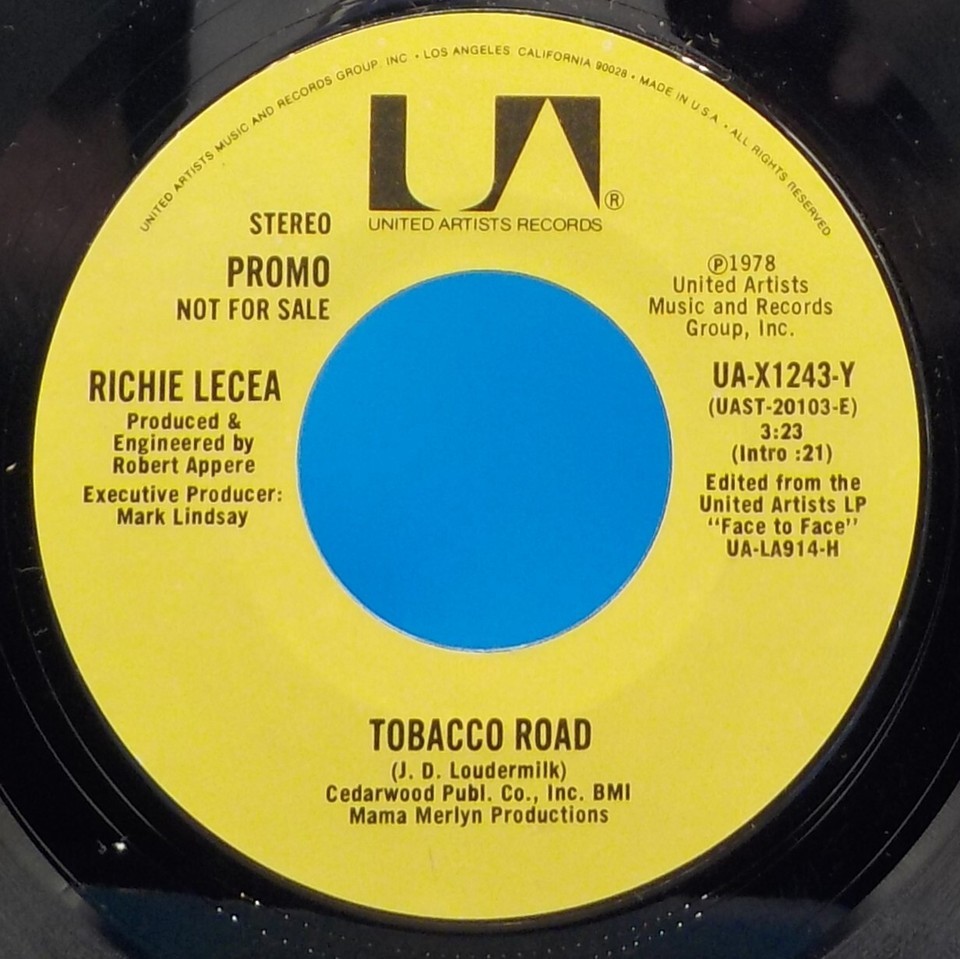 UNITED ARTISTS MUSIC AND RECORDS GROUP, INC. • LOS ANGELES, CALIFORNIA 90028 • MADE IN U.S.A. • ALL RIGHTS RESERVED
UA®
UNITED ARTISTS RECORDS
STEREO
PROMO
NOT FOR SALE
℗1978
United Artists
Music and Records
Group, Inc.
RICHIE LECEA
Produced &
Engineered by
Robert Appere
Executive Producer:
Mark Lindsay
UA-X1243-Y
(UAST-20103-E)
3:23
(Intro :21)
Edited from the
United Artists LP
"Face to Face"
UA-LA914-H
TOBACCO ROAD
(J. D. Loudermilk)
Cedarwood Publ. Co., Inc. BMI
Mama Merlyn Productions